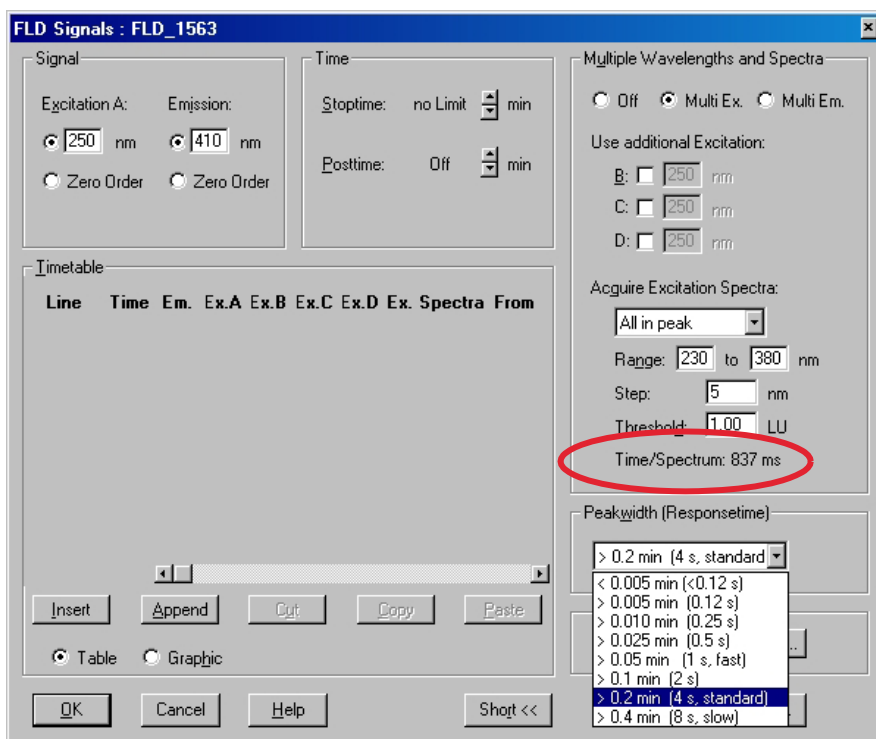 FLD Signals : FLD_1563
Signal
Excitation A: Emission:
250 nm 410 nm
Zero Order Zero Order
Time
Stoptime: no Limit min
Posttime: Off min
Multiple Wavelengths and Spectra
Off Multi Ex. Multi Em.
Use additional Excitation:
B: 250 nm
C: 250 nm
D: 250 nm
Acquire Excitation Spectra:
All in peak
Range: 230 to 380 nm
Step: 5 nm
Threshold: 1.00 LU
Time/Spectrum: 837 ms
Timetable
Line Time Em. Ex.A Ex.B Ex.C Ex.D Ex. Spectra From
Insert Append Cut Copy Paste
Table Graphic
Peakwidth (Responsetime)
> 0.2 min (4 s, standard
< 0.005 min (<0.12 s)
> 0.005 min (0.12 s)
> 0.010 min (0.25 s)
> 0.025 min (0.5 s)
> 0.05 min (1 s, fast)
> 0.1 min (2 s)
> 0.2 min (4 s, standard)
> 0.4 min (8 s, slow)
OK Cancel Help Short <<